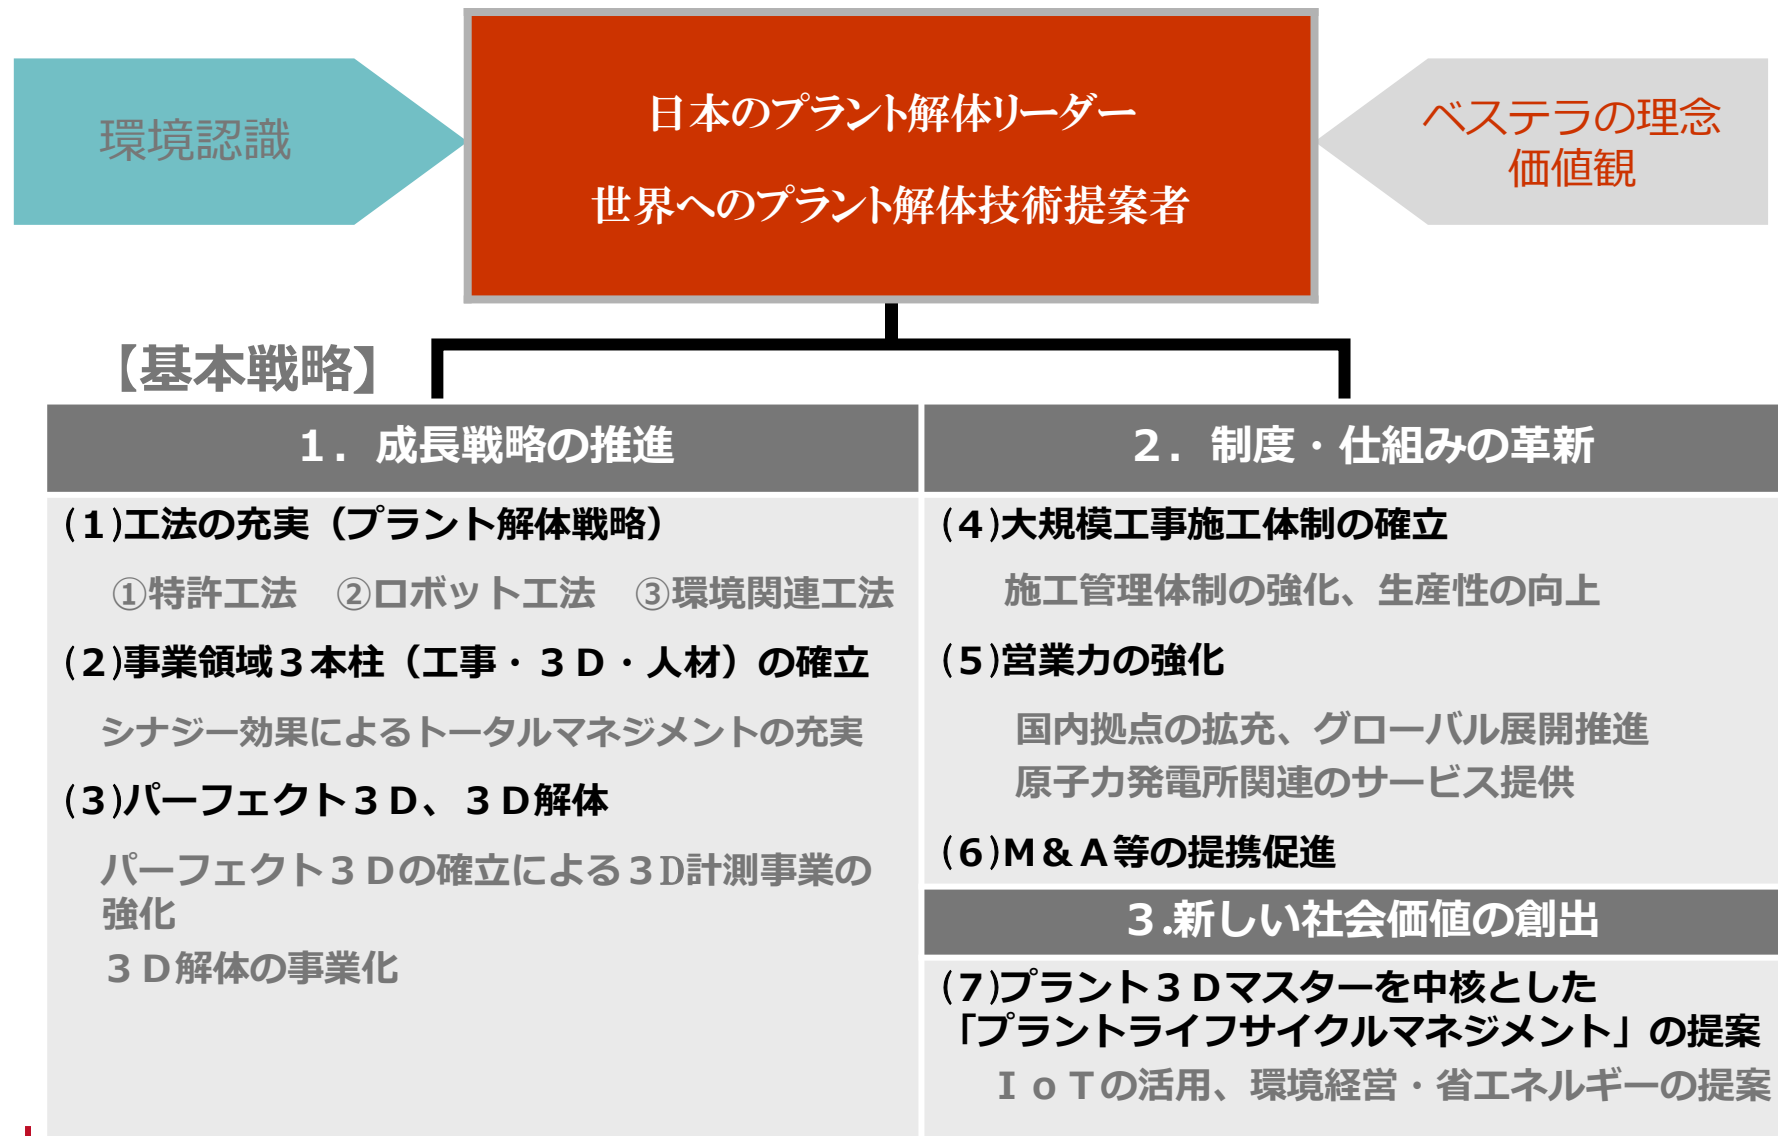 環境認識
日本のプラント解体リーダー
世界へのプラント解体技術提案者
ベステラの理念
価値観
【基本戦略】
１．成長戦略の推進
(１)工法の充実（プラント解体戦略）
①特許工法　②ロボット工法　③環境関連工法
(２)事業領域３本柱（工事・３Ｄ・人材）の確立
シナジー効果によるトータルマネジメントの充実
(３)パーフェクト３Ｄ、３Ｄ解体
パーフェクト３Ｄの確立による３D計測事業の
強化
３Ｄ解体の事業化
２．制度・仕組みの革新
(４)大規模工事施工体制の確立
施工管理体制の強化、生産性の向上
(５)営業力の強化
国内拠点の拡充、グローバル展開推進
原子力発電所関連のサービス提供
(６)Ｍ＆Ａ等の提携促進
３.新しい社会価値の創出
(７)プラント３Ｄマスターを中核とした
「プラントライフサイクルマネジメント」の提案
ＩｏＴの活用、環境経営・省エネルギーの提案